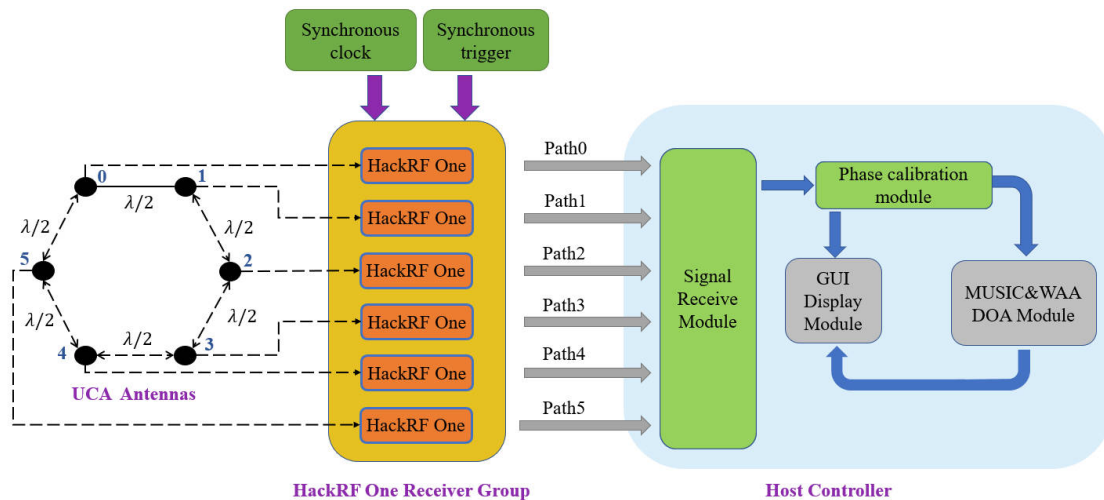 Synchronous
clock
Synchronous
trigger
0
1
2
3
4
5
λ/2
λ/2
λ/2
λ/2
λ/2
λ/2
UCA Antennas
HackRF One
HackRF One
HackRF One
HackRF One
HackRF One
HackRF One
HackRF One Receiver Group
Path0
Path1
Path2
Path3
Path4
Path5
Signal
Receive
Module
Phase calibration
module
GUI
Display
Module
MUSIC&WAA
DOA Module
Host Controller